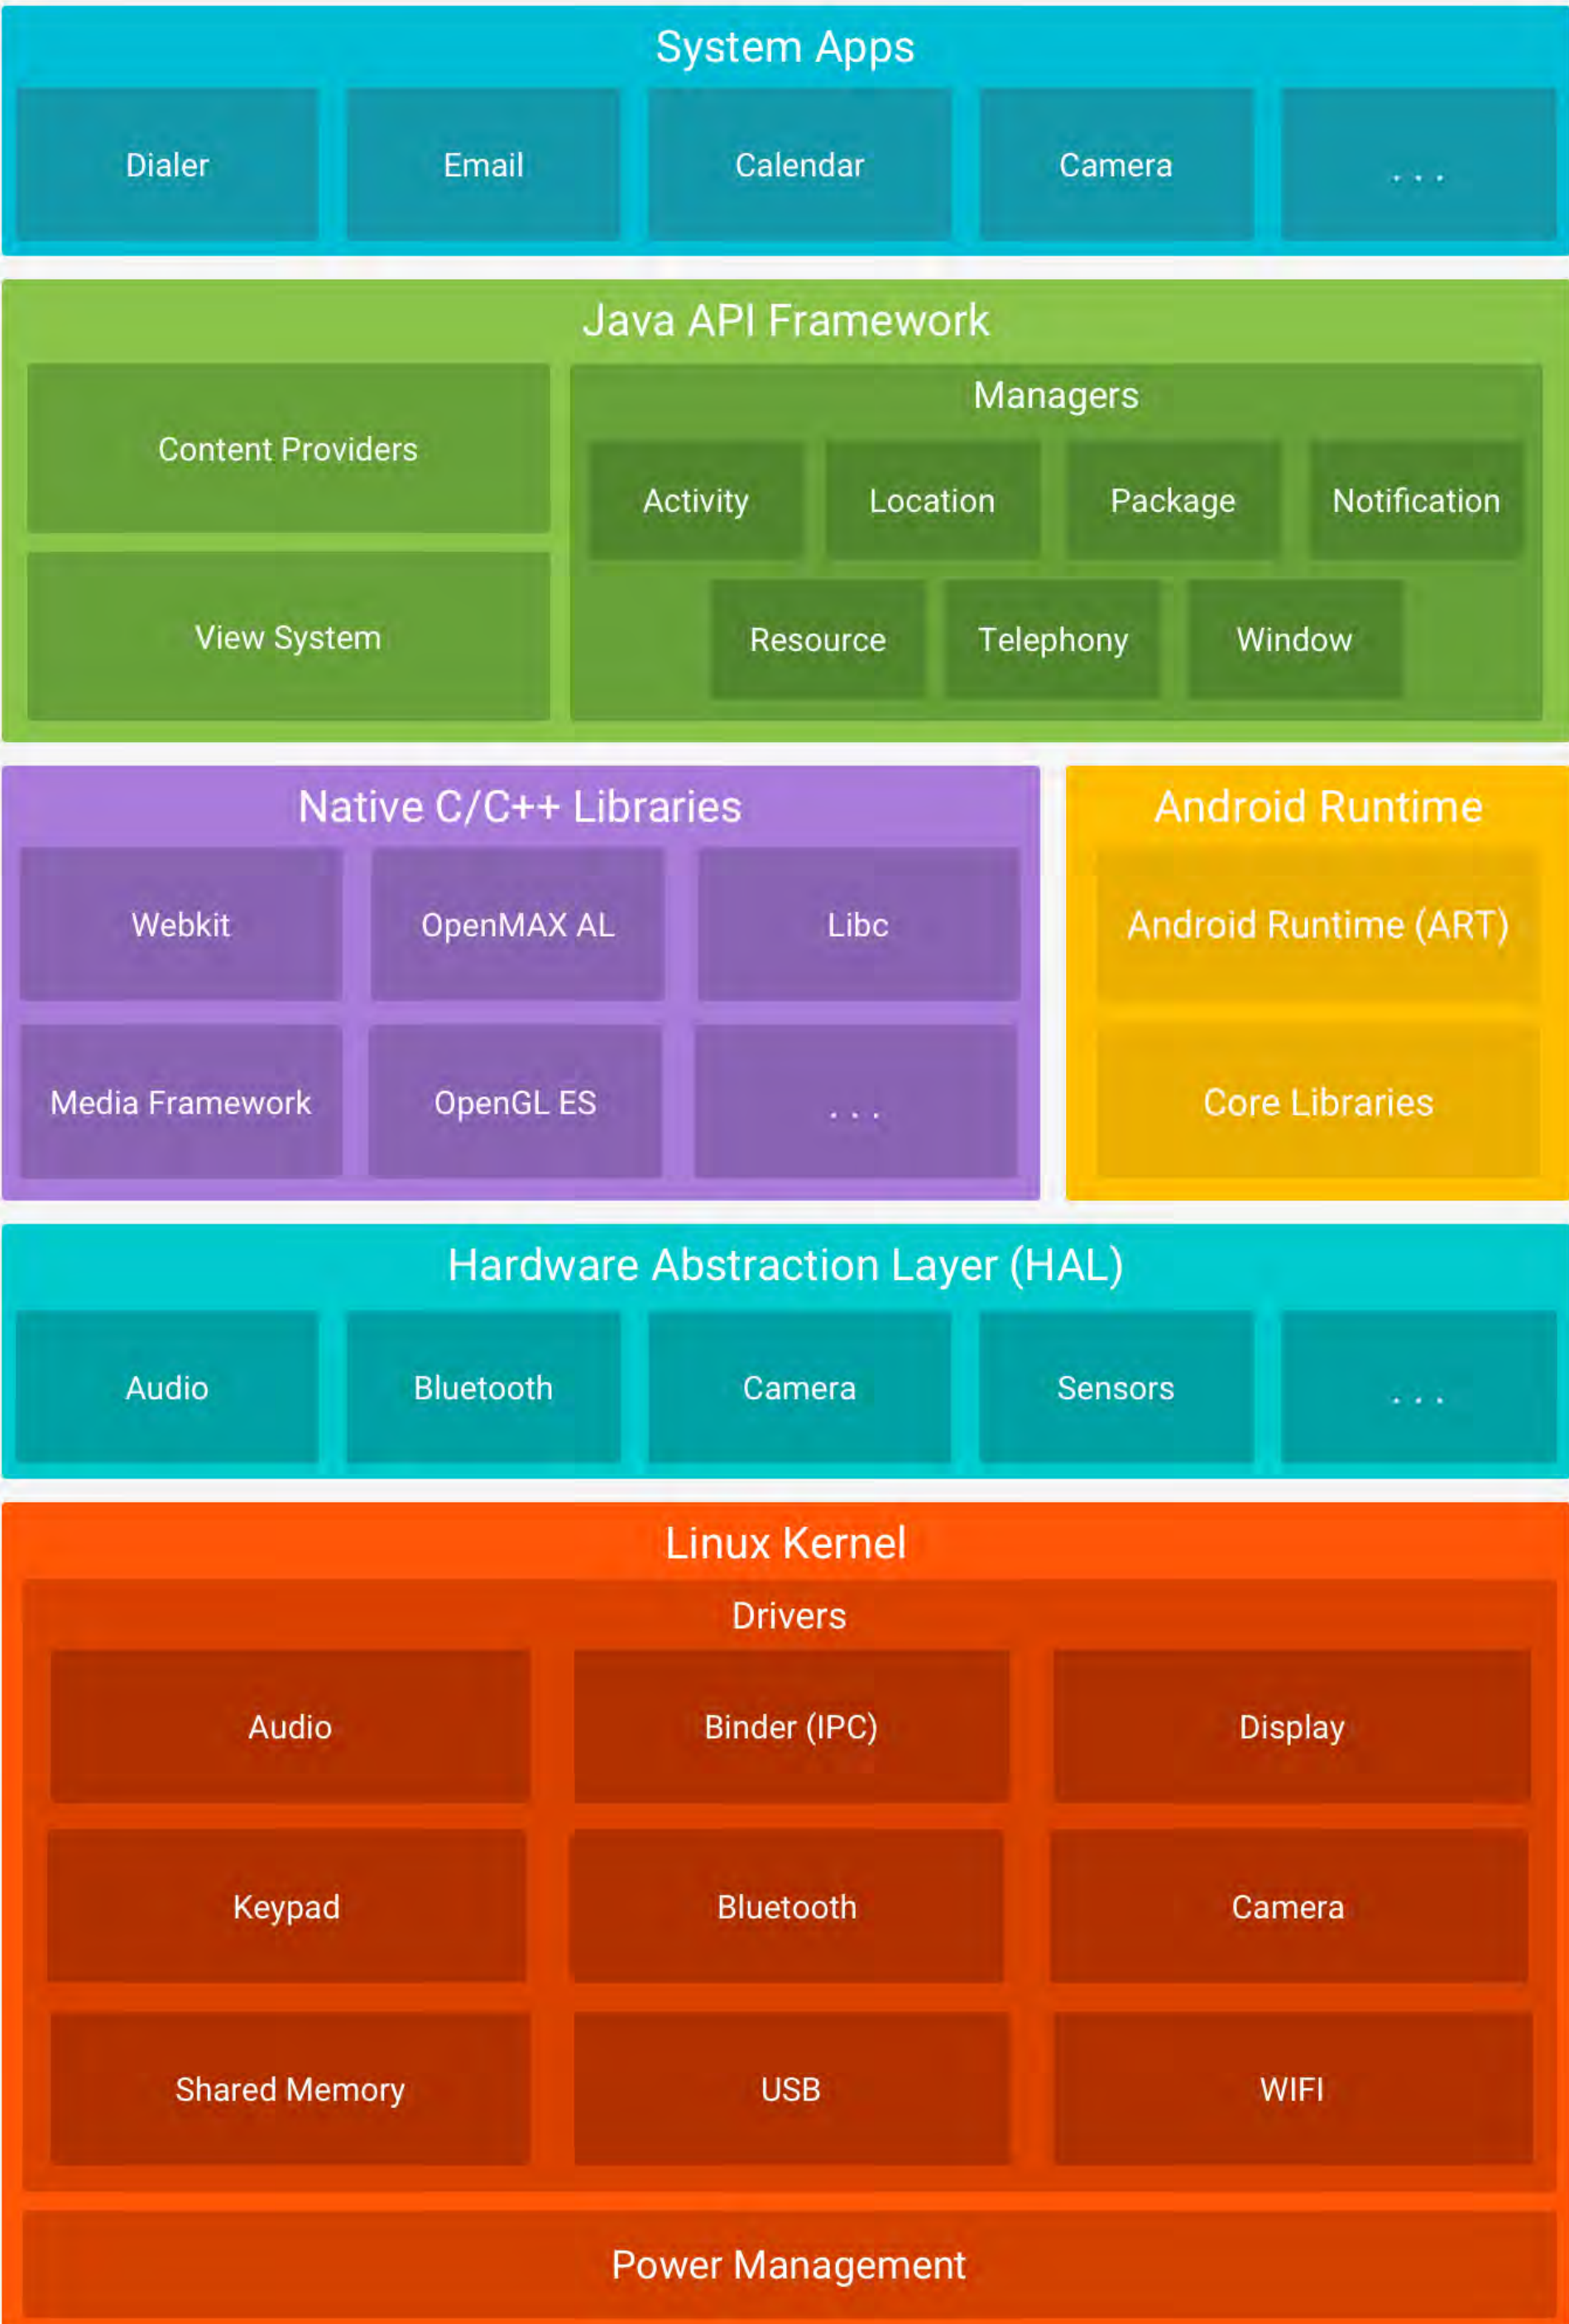 System Apps
Dialer Email Calendar Camera . . .
Java API Framework
Content Providers
View System
Managers
Activity Location Package Notification
Resource Telephony Window
Native C/C++ Libraries
Webkit OpenMAX AL Libc
Media Framework OpenGL ES . . .
Android Runtime
Android Runtime (ART)
Core Libraries
Hardware Abstraction Layer (HAL)
Audio Bluetooth Camera Sensors . . .
Linux Kernel
Drivers
Audio Binder (IPC) Display
Keypad Bluetooth Camera
Shared Memory USB WIFI
Power Management